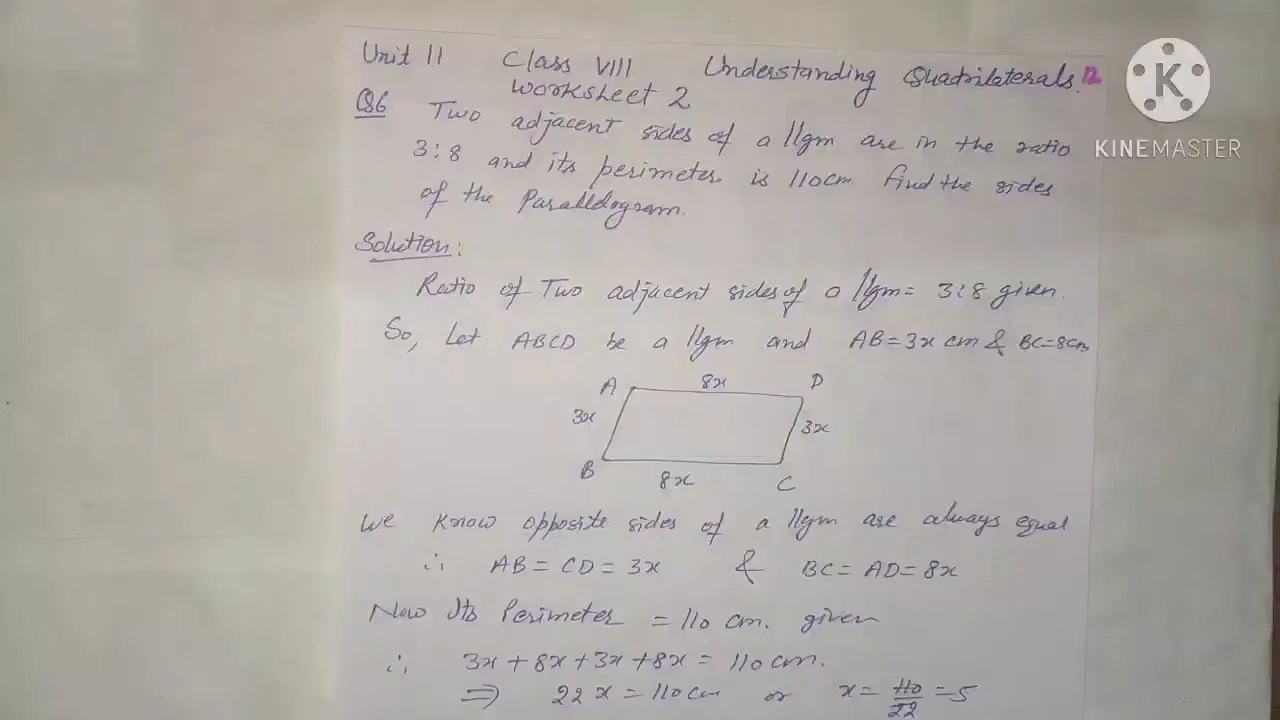 Unit 11 Class VIII Understanding Quadrilaterals.
Worksheet 2
Q6 Two adjacent sides of a llgm are in the ratio
3:8 and its perimeter is 110cm find the sides
of the Parallelogram.
Solution:
Ratio of Two adjacent sides of a llgm = 3:8 given.
So, Let ABCD be a llgm and AB=3x cm & BC=8cm
A 8x D
3x 3x
B 8x C
We know opposite sides of a llgm are always equal
∴ AB = CD = 3x & BC = AD = 8x
Now Its Perimeter = 110 cm. given
∴ 3x + 8x + 3x + 8x = 110 cm.
⇒ 22x = 110 cm or x = 110/22 = 5
K
KINEMASTER